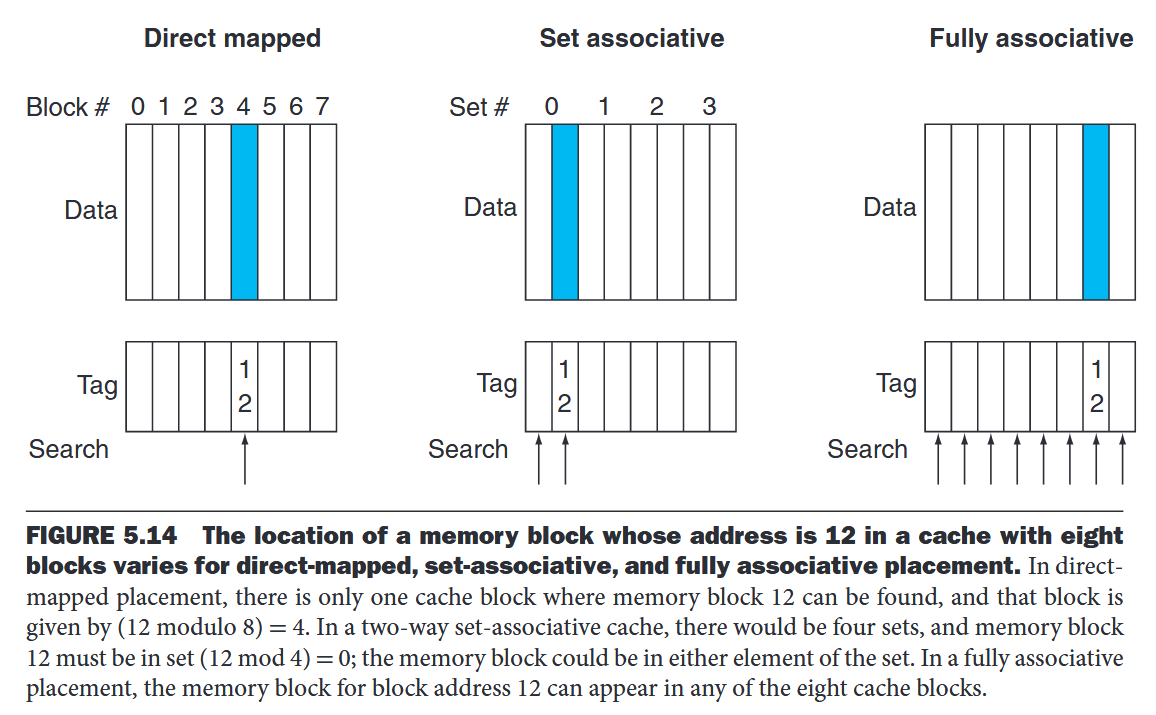 Direct mapped Set associative Fully associative
Block # 0 1 2 3 4 5 6 7 Set # 0 1 2 3
Data Data Data
1 1 1
Tag Tag Tag
2 2 2
Search Search Search
FIGURE 5.14 The location of a memory block whose address is 12 in a cache with eight
blocks varies for direct-mapped, set-associative, and fully associative placement. In direct-
mapped placement, there is only one cache block where memory block 12 can be found, and that block is
given by (12 modulo 8) = 4. In a two-way set-associative cache, there would be four sets, and memory block
12 must be in set (12 mod 4) = 0; the memory block could be in either element of the set. In a fully associative
placement, the memory block for block address 12 can appear in any of the eight cache blocks.